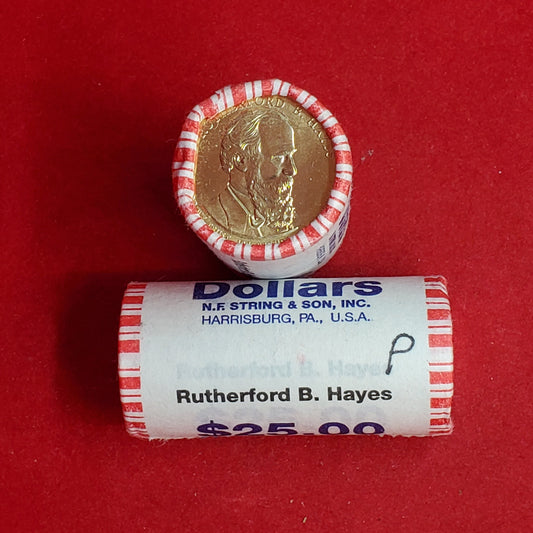 Dollars
N.F. STRING & SON, INC.
HARRISBURG, PA., U.S.A.
P
Rutherford B. Hayes
Rutherford B. Hayes
$25.00